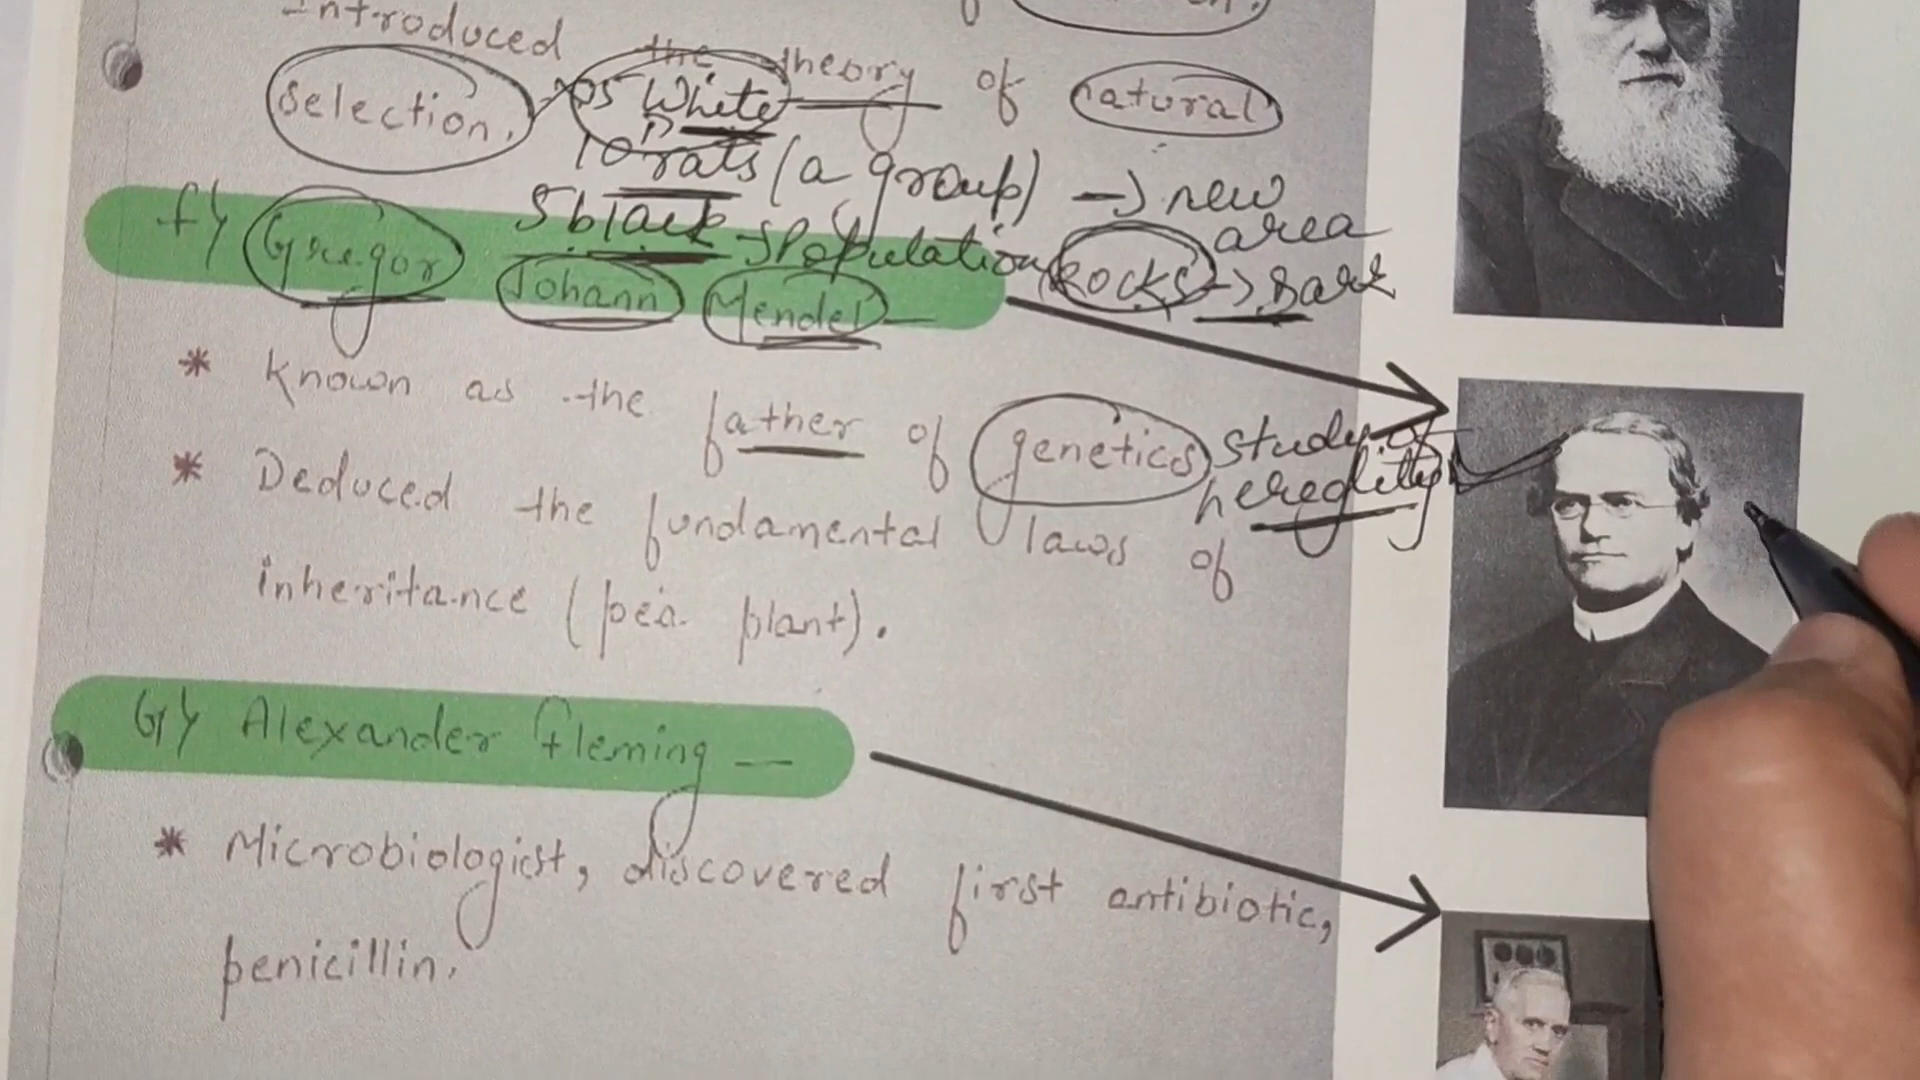 Introduced the theory of natural
selection.
5 White
10 rats (a group) → new
area
5 black → Population Rocks → Dark
f) Gregor Johann Mendel —
* Known as the father of genetics study of
heredity
* Deduced the fundamental laws of
inheritance (pea plant).
G) Alexander Fleming —
* Microbiologist, discovered first antibiotic,
penicillin.